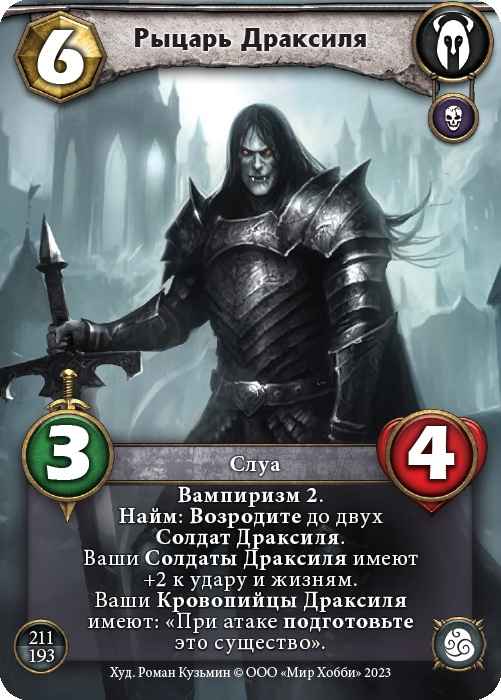 6
Рыцарь Драксиля
3
4
Слуа
Вампиризм 2.
Найм: Возродите до двух
Солдат Драксиля.
Ваши Солдаты Драксиля имеют
+2 к удару и жизням.
Ваши Кровопийцы Драксиля
имеют: «При атаке подготовьте
это существо».
211
193
Худ. Роман Кузьмин © ООО «Мир Хобби» 2023